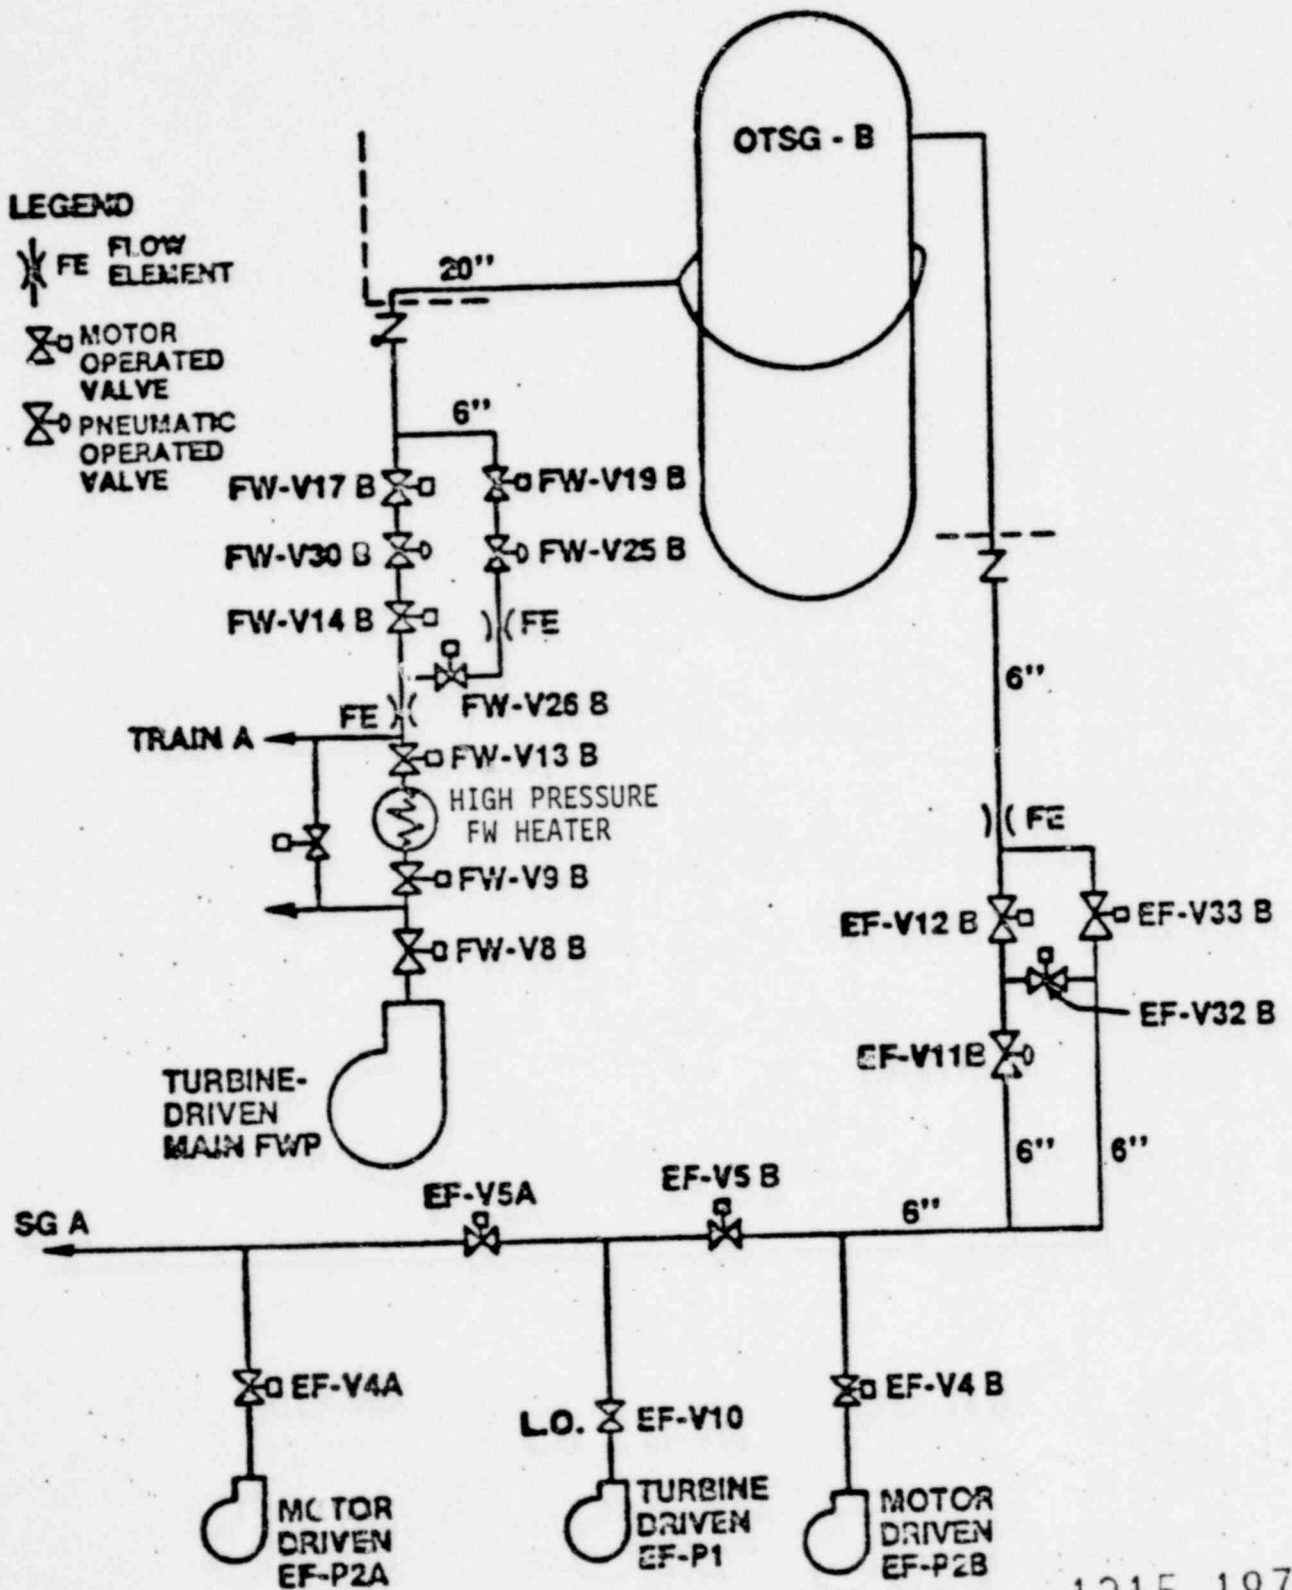 OTSG - B
LEGEND
FE FLOW
ELEMENT
MOTOR
OPERATED
VALVE
PNEUMATIC
OPERATED
VALVE
20"
6"
FW-V17 B
FW-V19 B
FW-V30 B
FW-V25 B
FW-V14 B
FE
FW-V26 B
FE
TRAIN A
FW-V13 B
HIGH PRESSURE
FW HEATER
FW-V9 B
FW-V8 B
TURBINE-
DRIVEN
MAIN FWP
6"
FE
EF-V12 B
EF-V33 B
EF-V32 B
EF-V11B
6"
6"
EF-V5A
EF-V5 B
6"
SG A
EF-V4A
L.O.
EF-V10
EF-V4 B
MOTOR
DRIVEN
EF-P2A
TURBINE
DRIVEN
EF-P1
MOTOR
DRIVEN
EF-P2B
1215 197